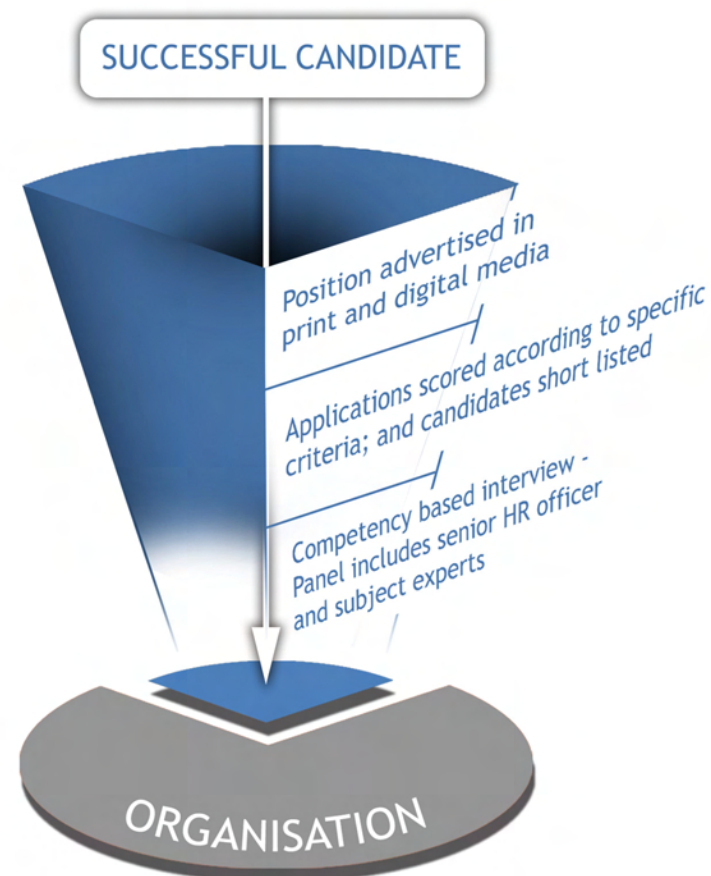 SUCCESSFUL CANDIDATE
Position advertised in
print and digital media
Applications scored according to specific
criteria; and candidates short listed
Competency based interview -
Panel includes senior HR officer
and subject experts
ORGANISATION